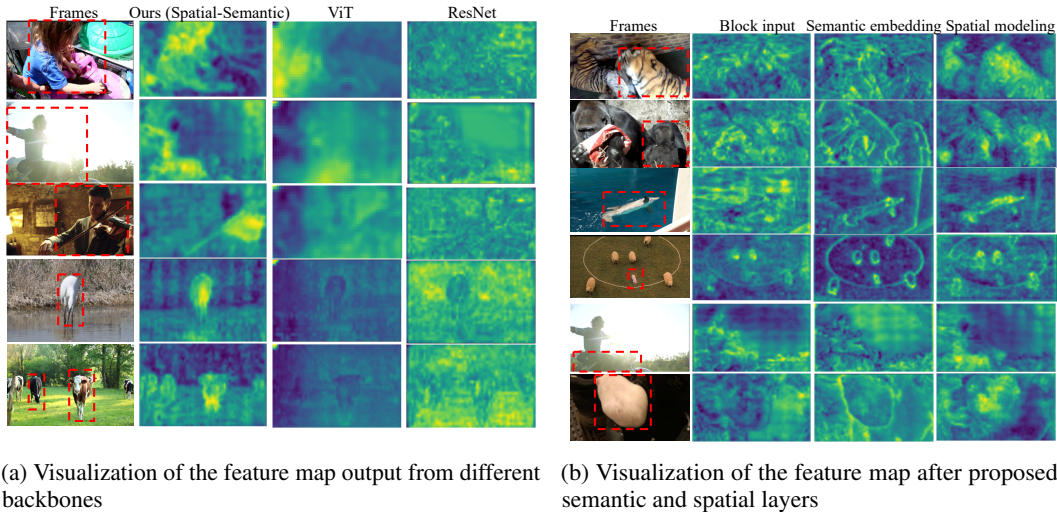 Frames Ours (Spatial-Semantic) ViT ResNet
Frames Block input Semantic embedding Spatial modeling
(a) Visualization of the feature map output from different
backbones
(b) Visualization of the feature map after proposed
semantic and spatial layers